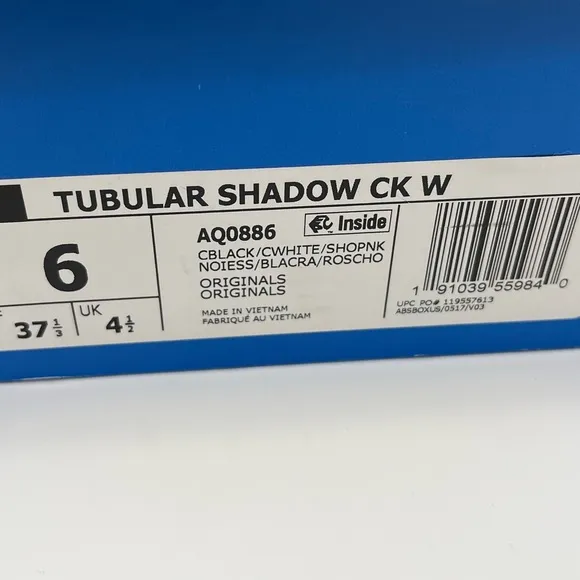 TUBULAR SHADOW CK W
6
37 1/3
UK
4 1/2
AQ0886
Inside
CBLACK/CWHITE/SHOPNK
NOIESS/BLACRA/ROSCHO
ORIGINALS
ORIGINALS
MADE IN VIETNAM
FABRIQUÉ AU VIETNAM
1 91039 55984 0
UPC PO# 119557613
ABSBOXUS/0517/V03